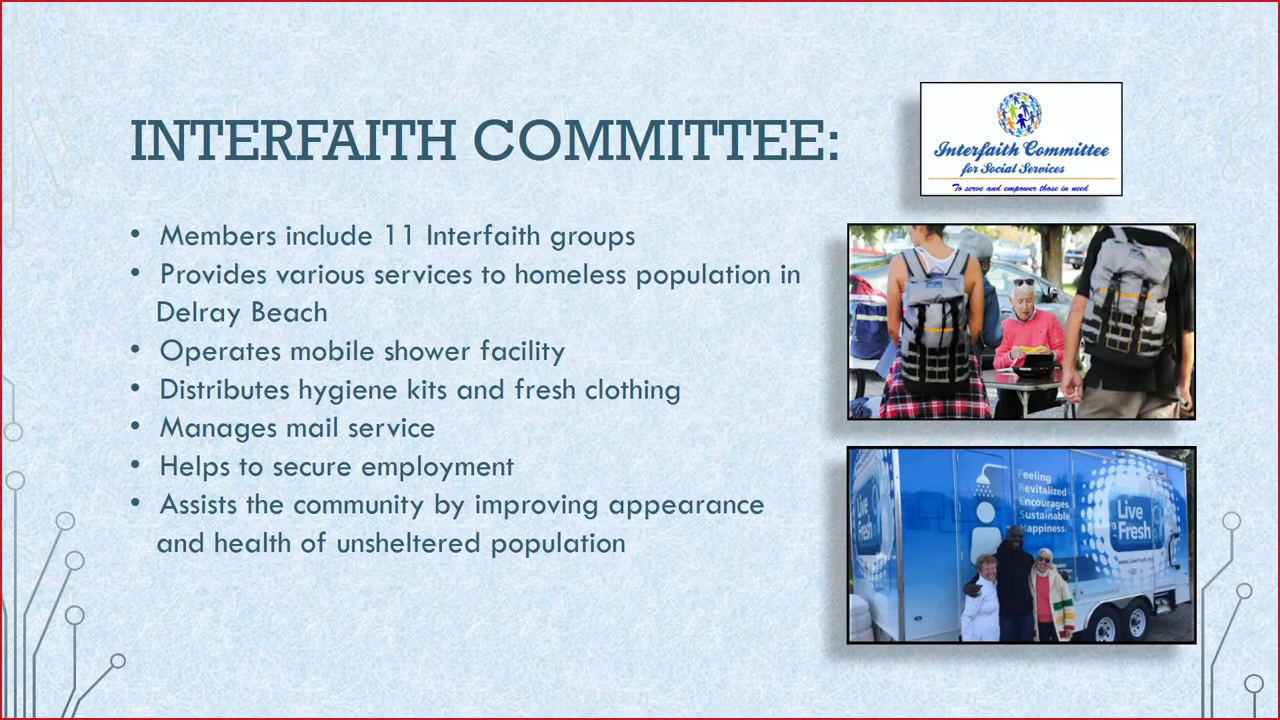 INTERFAITH COMMITTEE:
Interfaith Committee
for Social Services
To serve and empower those in need
• Members include 11 Interfaith groups
• Provides various services to homeless population in
Delray Beach
• Operates mobile shower facility
• Distributes hygiene kits and fresh clothing
• Manages mail service
• Helps to secure employment
• Assists the community by improving appearance
and health of unsheltered population
Feeling
Revitalized
Encourages
Sustainable
Happiness.
Live
Fresh
Live
Fresh